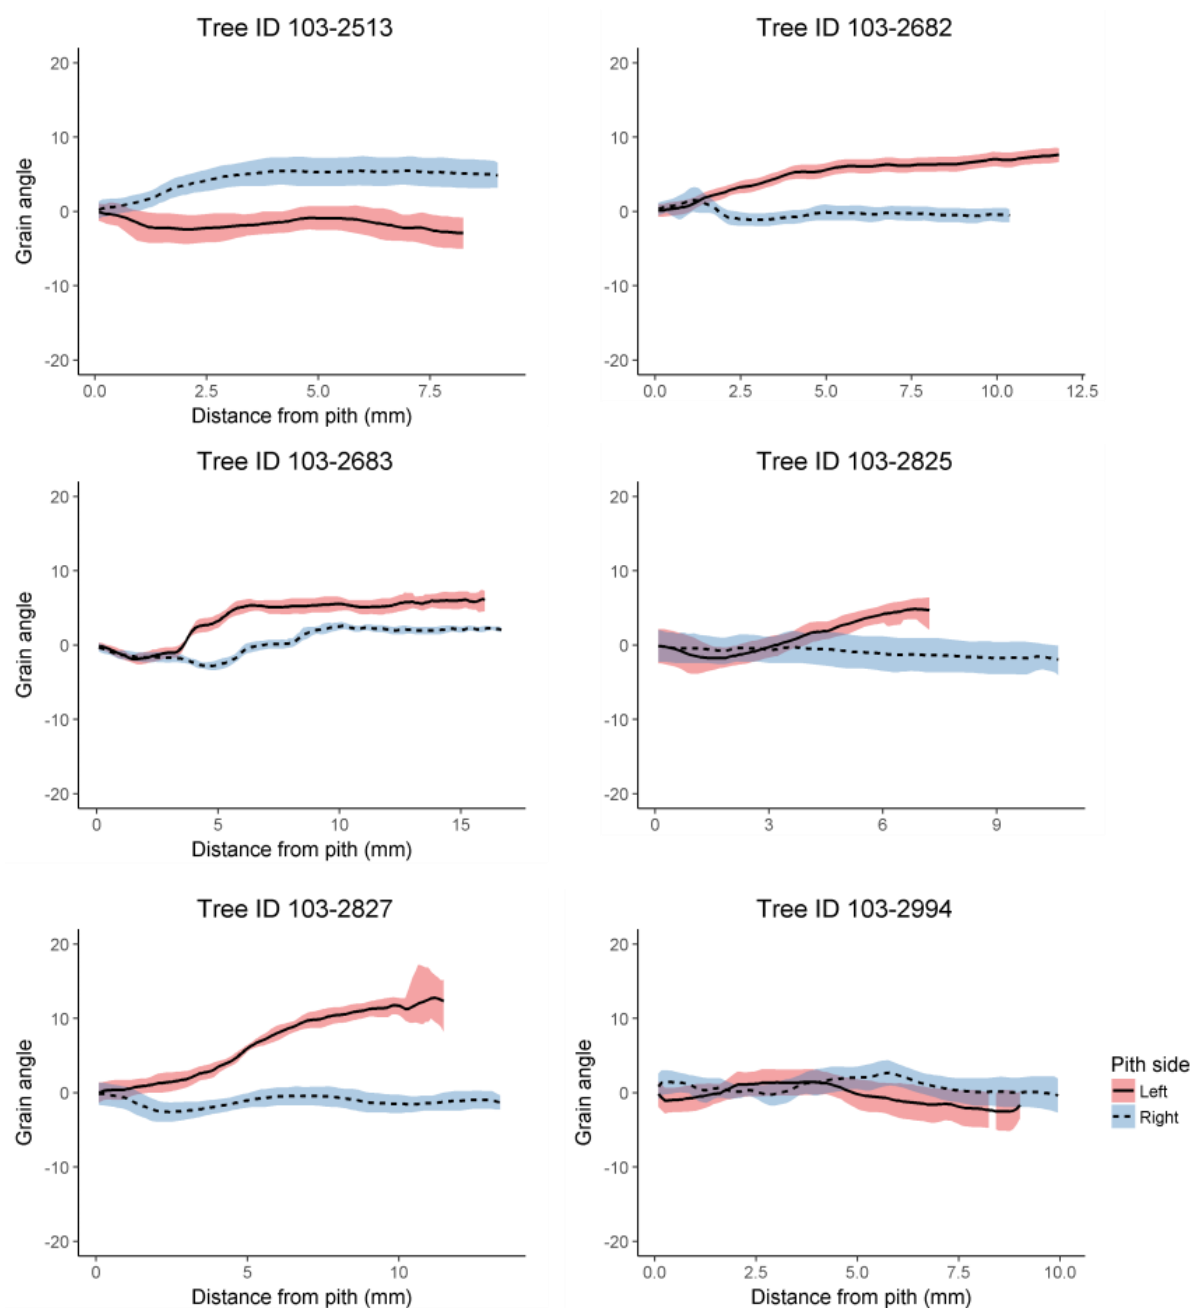 Tree ID 103-2513
20
10
0
-10
-20
Grain angle
0.0 2.5 5.0 7.5
Distance from pith (mm)
Tree ID 103-2682
20
10
0
-10
-20
0.0 2.5 5.0 7.5 10.0 12.5
Distance from pith (mm)
Tree ID 103-2683
20
10
0
-10
-20
Grain angle
0 5 10 15
Distance from pith (mm)
Tree ID 103-2825
20
10
0
-10
-20
0 3 6 9
Tree ID 103-2827
20
10
0
-10
-20
Grain angle
0 10
Distance from pith (mm)
Tree ID 103-2994
20
10
0
-10
-20
Grain angle
0.0 2.5 5.0 7.5 10.0
Distance from pith (mm)
Pith side
Left
Right